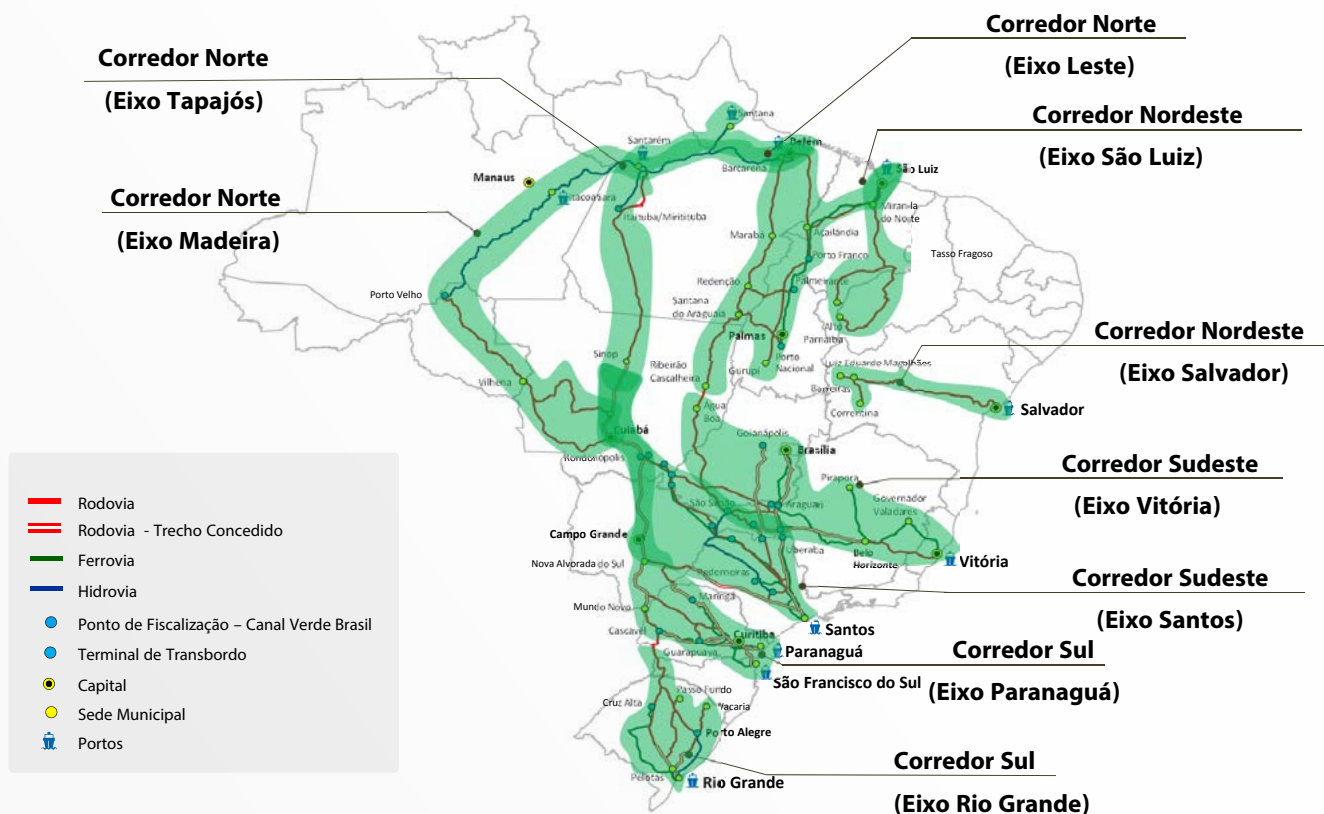 Corredor Norte
(Eixo Tapajós)
Corredor Norte
(Eixo Leste)
Corredor Nordeste
(Eixo São Luiz)
Corredor Norte
(Eixo Madeira)
Corredor Nordeste
(Eixo Salvador)
Corredor Sudeste
(Eixo Vitória)
Corredor Sudeste
(Eixo Santos)
Corredor Sul
(Eixo Paranaguá)
Corredor Sul
(Eixo Rio Grande)
Santana
Santarém
Belém
Barcarena
São Luiz
Manaus
Itacoatiara
Itaituba/Miritituba
Miranda
do Norte
Marabá
Açailândia
Porto Franco
Tasso Fragoso
Porto Velho
Redenção
Palmeirante
Santana
do Araguaia
Alto
Parnaíba
Palmas
Porto
Nacional
Sinop
Ribeirão
Cascalheira
Gurupi
Luiz Eduardo Magalhães
Vilhena
Barreiras
Correntina
Salvador
Água
Boa
Cuiabá
Goianápolis
Brasília
Rondonópolis
Pirapora
São Simão
Araguari
Governador
Valadares
Campo Grande
Uberaba
Belo
Horizonte
Vitória
Nova Alvorada do Sul
Pederneiras
Maringá
Mundo Novo
Santos
Cascavel
Curitiba
Guarapuava
Paranaguá
São Francisco do Sul
Passo Fundo
Cruz Alta
Vacaria
Porto Alegre
Pelotas
Rio Grande
Rodovia
Rodovia - Trecho Concedido
Ferrovia
Hidrovia
Ponto de Fiscalização – Canal Verde Brasil
Terminal de Transbordo
Capital
Sede Municipal
Portos